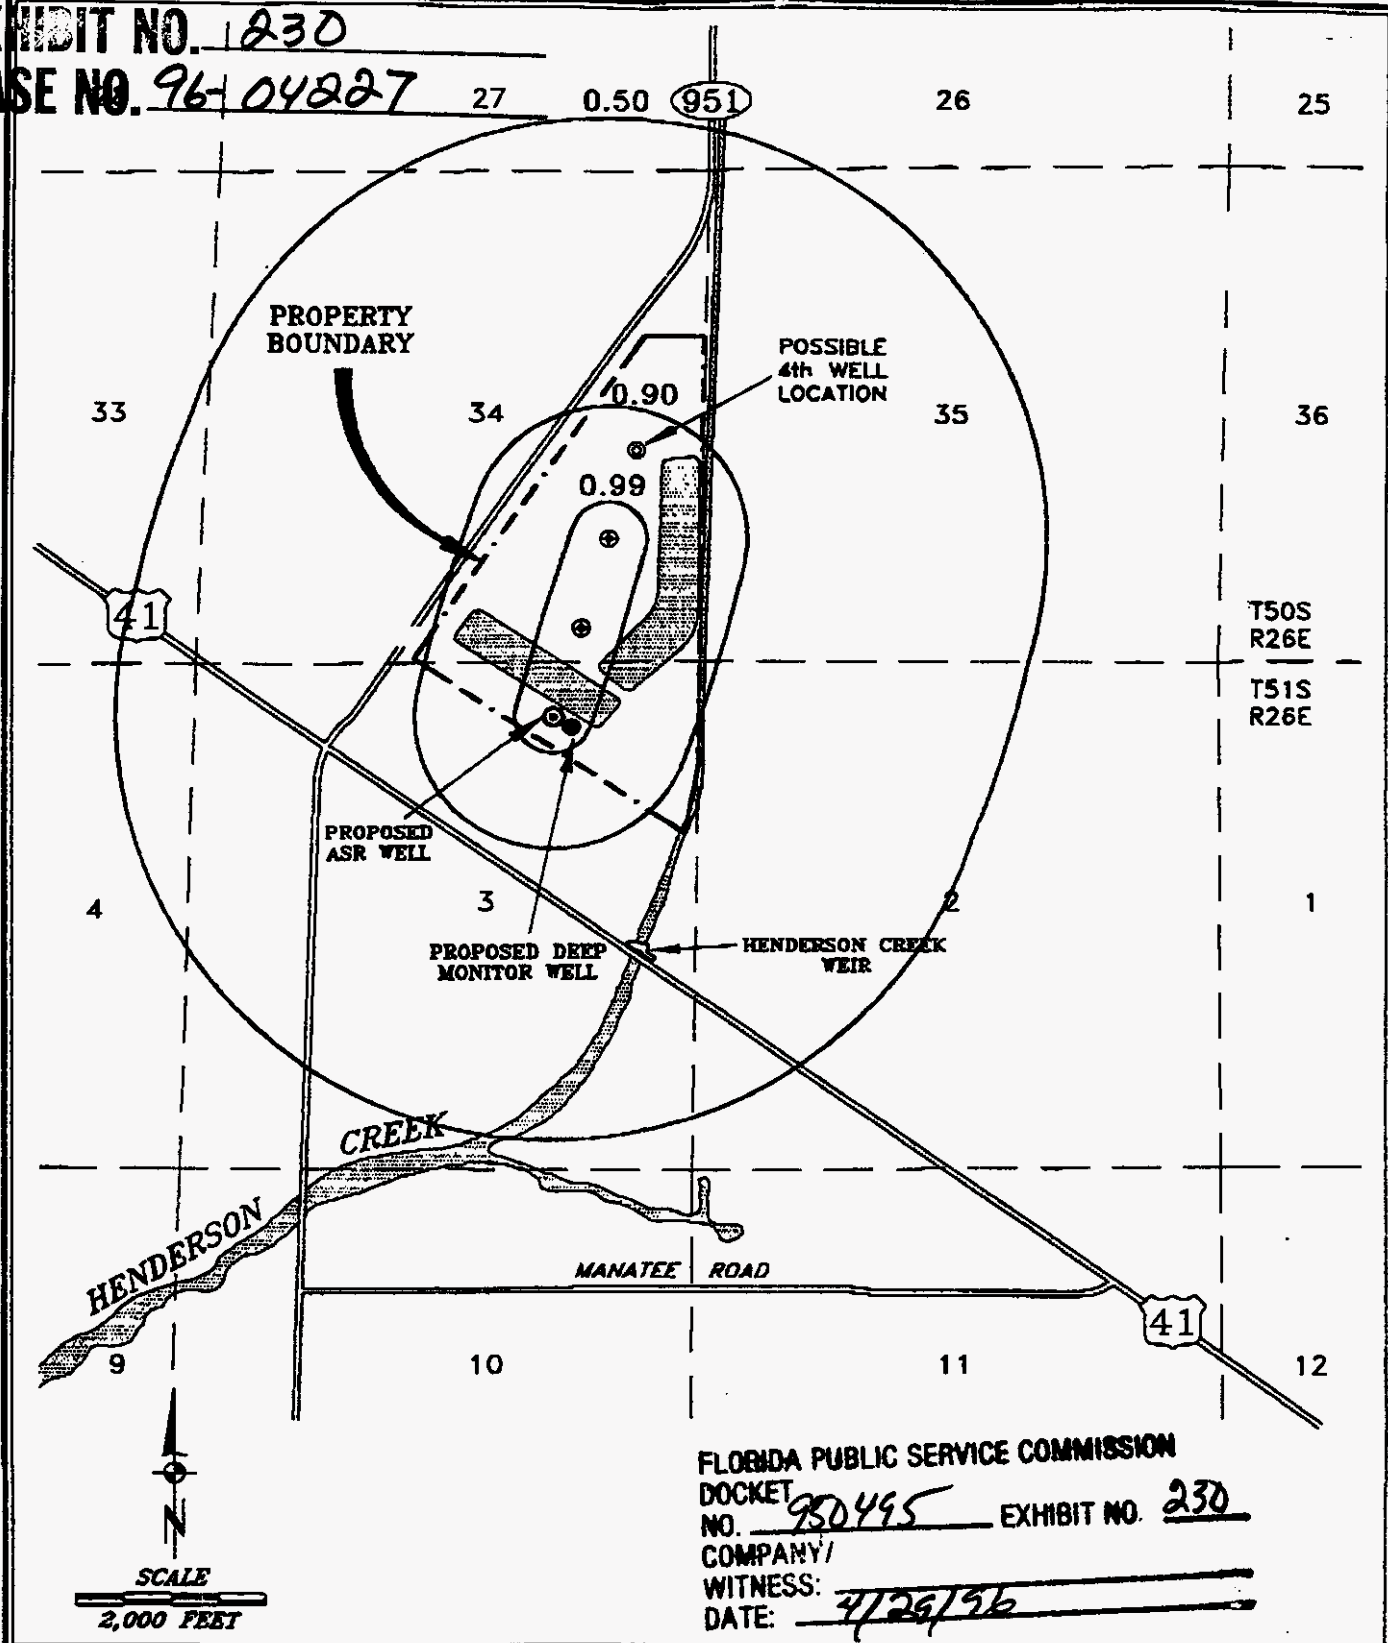 HIBIT NO. 230
SE NO. 96-04227
27
0.50
951
26
25
PROPERTY
BOUNDARY
POSSIBLE
4th WELL
LOCATION
33
34
0.90
35
36
0.99
41
T50S
R26E
T51S
R26E
PROPOSED
ASR WELL
4
3
2
1
PROPOSED DEEP
MONITOR WELL
HENDERSON CREEK
WEIR
HENDERSON CREEK
MANATEE ROAD
41
9
10
11
12
N
SCALE
2,000 FEET
FLORIDA PUBLIC SERVICE COMMISSION
DOCKET
NO. 950495 EXHIBIT NO. 230
COMPANY/
WITNESS:
DATE: 4/29/96